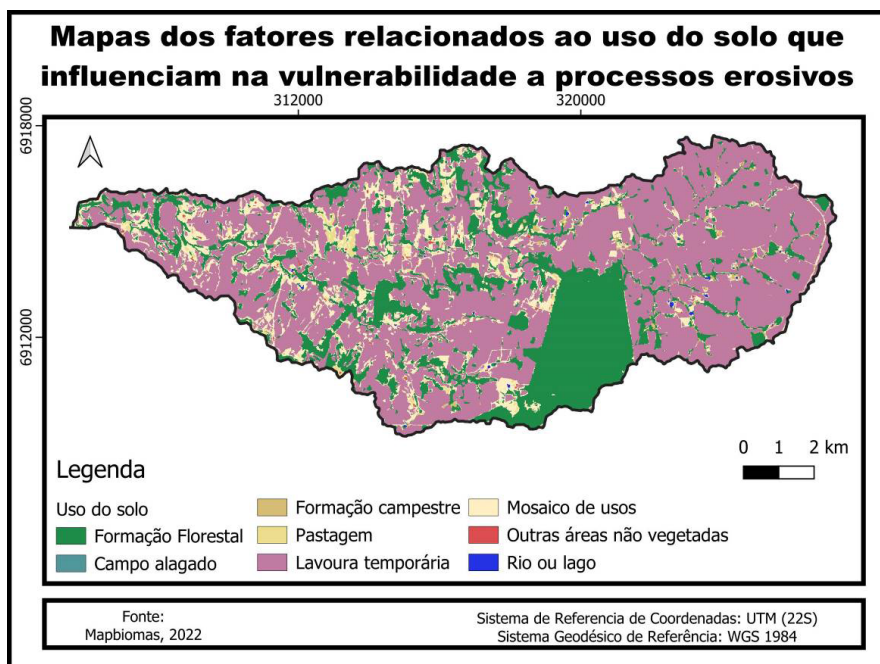 Mapas dos fatores relacionados ao uso do solo que
influenciam na vulnerabilidade a processos erosivos
312000
320000
6918000
6912000
0 1 2 km
Legenda
Uso do solo
Formação Florestal
Campo alagado
Formação campestre
Pastagem
Lavoura temporária
Mosaico de usos
Outras áreas não vegetadas
Rio ou lago
Fonte:
Mapbiomas, 2022
Sistema de Referencia de Coordenadas: UTM (22S)
Sistema Geodésico de Referência: WGS 1984